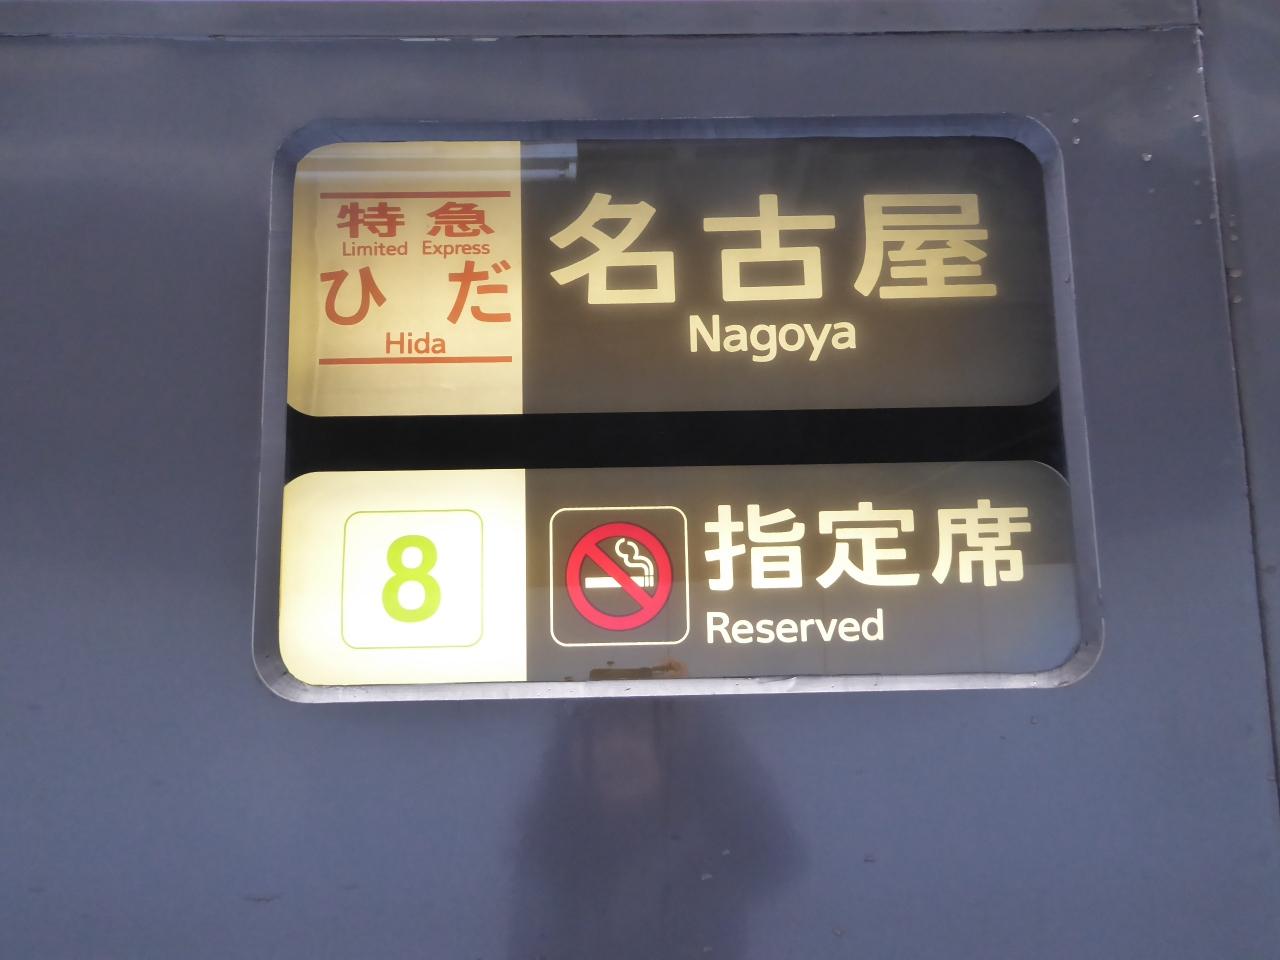 特急
Limited Express
ひだ
Hida
名古屋
Nagoya
8
指定席
Reserved